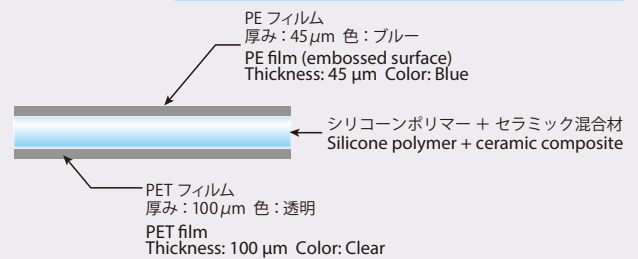 PE フィルム
厚み：45μm 色：ブルー
PE film (embossed surface)
Thickness: 45 μm Color: Blue
シリコーンポリマー + セラミック混合材
Silicone polymer + ceramic composite
PET フィルム
厚み：100μm 色：透明
PET film
Thickness: 100 μm Color: Clear